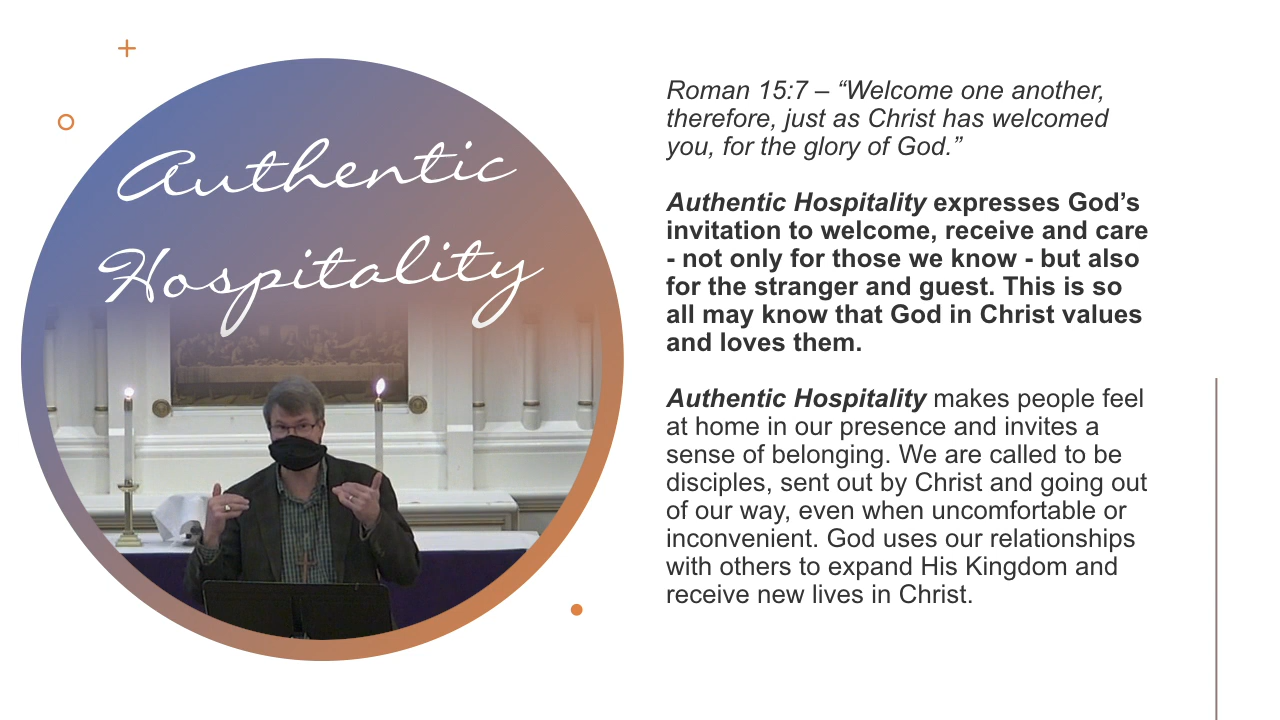 Authentic
Hospitality
Roman 15:7 – “Welcome one another,
therefore, just as Christ has welcomed
you, for the glory of God.”
Authentic Hospitality expresses God’s
invitation to welcome, receive and care
- not only for those we know - but also
for the stranger and guest. This is so
all may know that God in Christ values
and loves them.
Authentic Hospitality makes people feel
at home in our presence and invites a
sense of belonging. We are called to be
disciples, sent out by Christ and going out
of our way, even when uncomfortable or
inconvenient. God uses our relationships
with others to expand His Kingdom and
receive new lives in Christ.